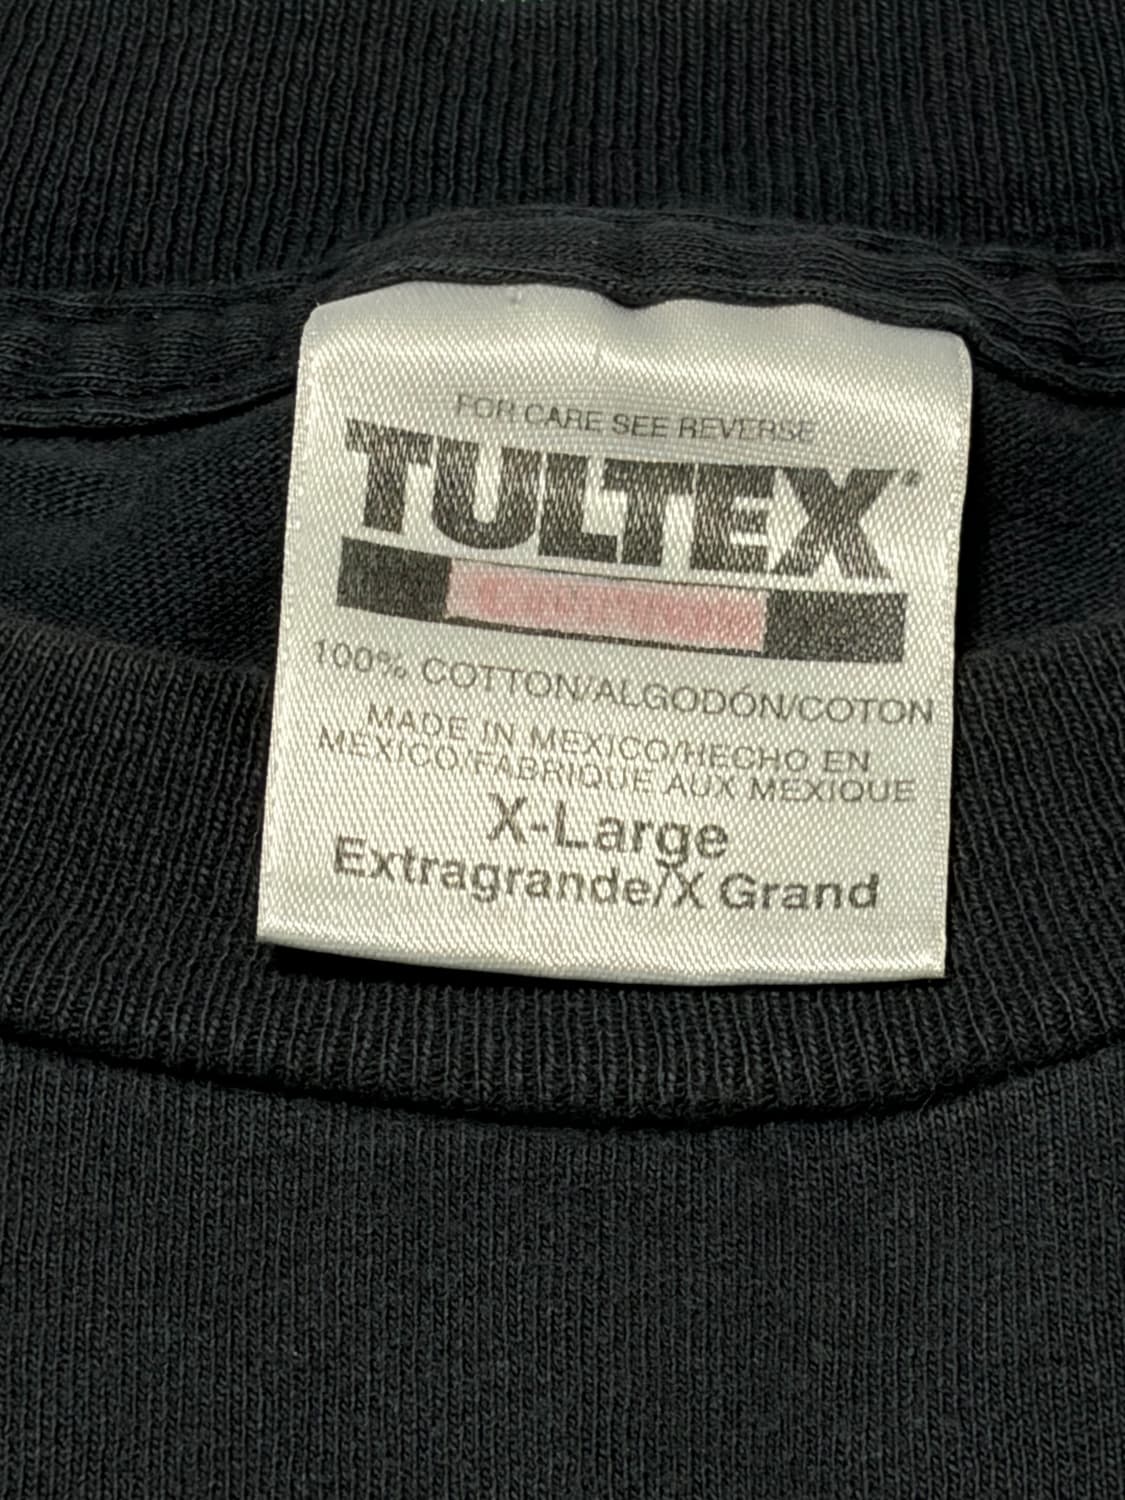 FOR CARE SEE REVERSE
TULTEX®
100% COTTON/ALGODÓN/COTON
MADE IN MEXICO/HECHO EN
MEXICO/FABRIQUE AUX MEXIQUE
X-Large
Extragrande/X Grand